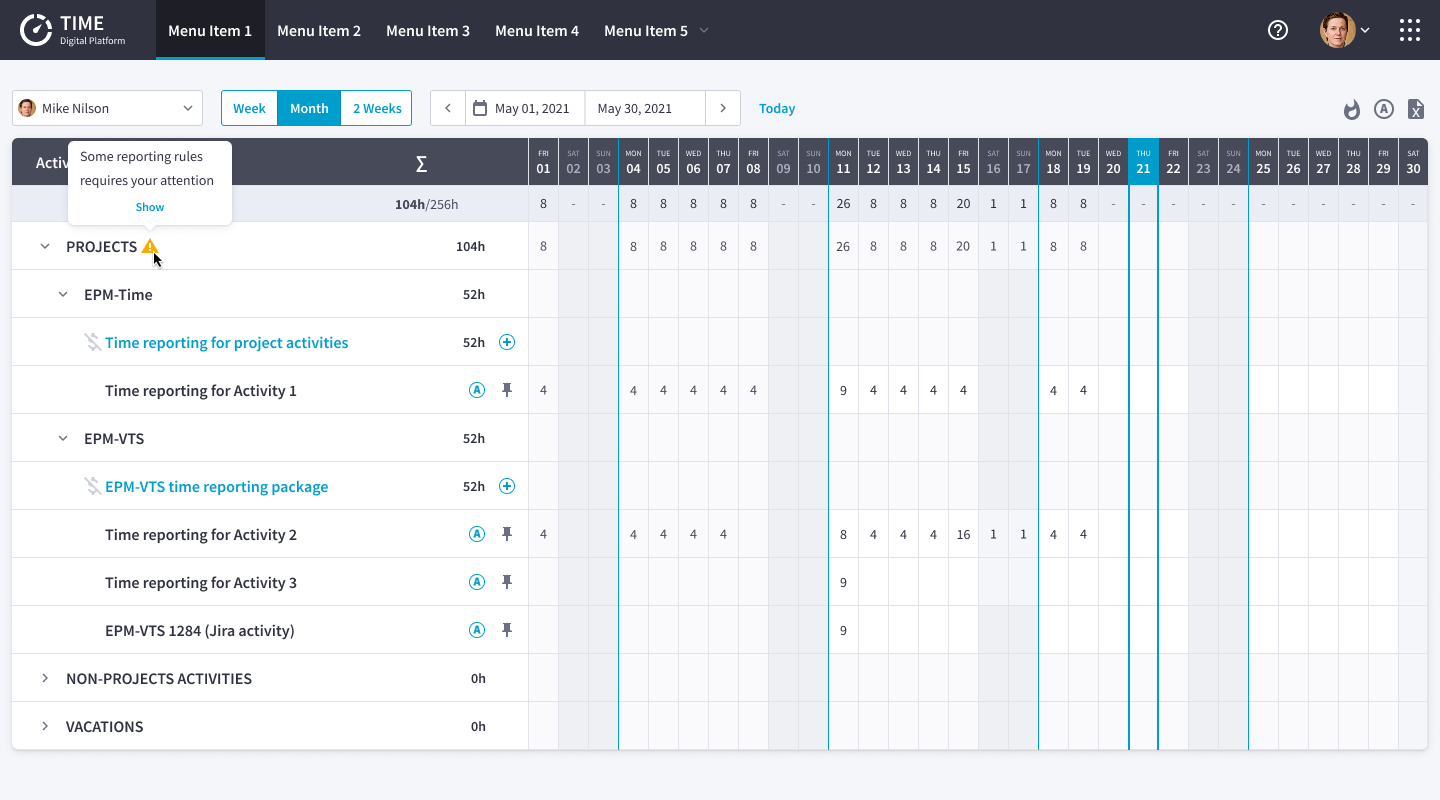 TIME
Digital Platform
Menu Item 1 Menu Item 2 Menu Item 3 Menu Item 4 Menu Item 5
Mike Nilson Week Month 2 Weeks May 01, 2021 May 30, 2021 Today A X
Σ FRI 01 SAT 02 SUN 03 MON 04 TUE 05 WED 06 THU 07 FRI 08 SAT 09 SUN 10 MON 11 TUE 12 WED 13 THU 14 FRI 15 SAT 16 SUN 17 MON 18 TUE 19 WED 20 THU 21 FRI 22 SAT 23 SUN 24 MON 25 TUE 26 WED 27 THU 28 FRI 29 SAT 30
Some reporting rules
requires your attention
Show
104h/256h 8 - - 8 8 8 8 8 - - 26 8 8 8 20 1 1 8 8 - - - - - - - - - - -
PROJECTS 104h 8 8 8 8 8 8 26 8 8 8 20 1 1 8 8
EPM-Time 52h
Time reporting for project activities 52h
Time reporting for Activity 1 A 4 4 4 4 4 4 9 4 4 4 4 4 4
EPM-VTS 52h
EPM-VTS time reporting package 52h
Time reporting for Activity 2 A 4 4 4 4 4 8 4 4 4 16 1 1 4 4
Time reporting for Activity 3 A 9
EPM-VTS 1284 (Jira activity) A 9
NON-PROJECTS ACTIVITIES 0h
VACATIONS 0h